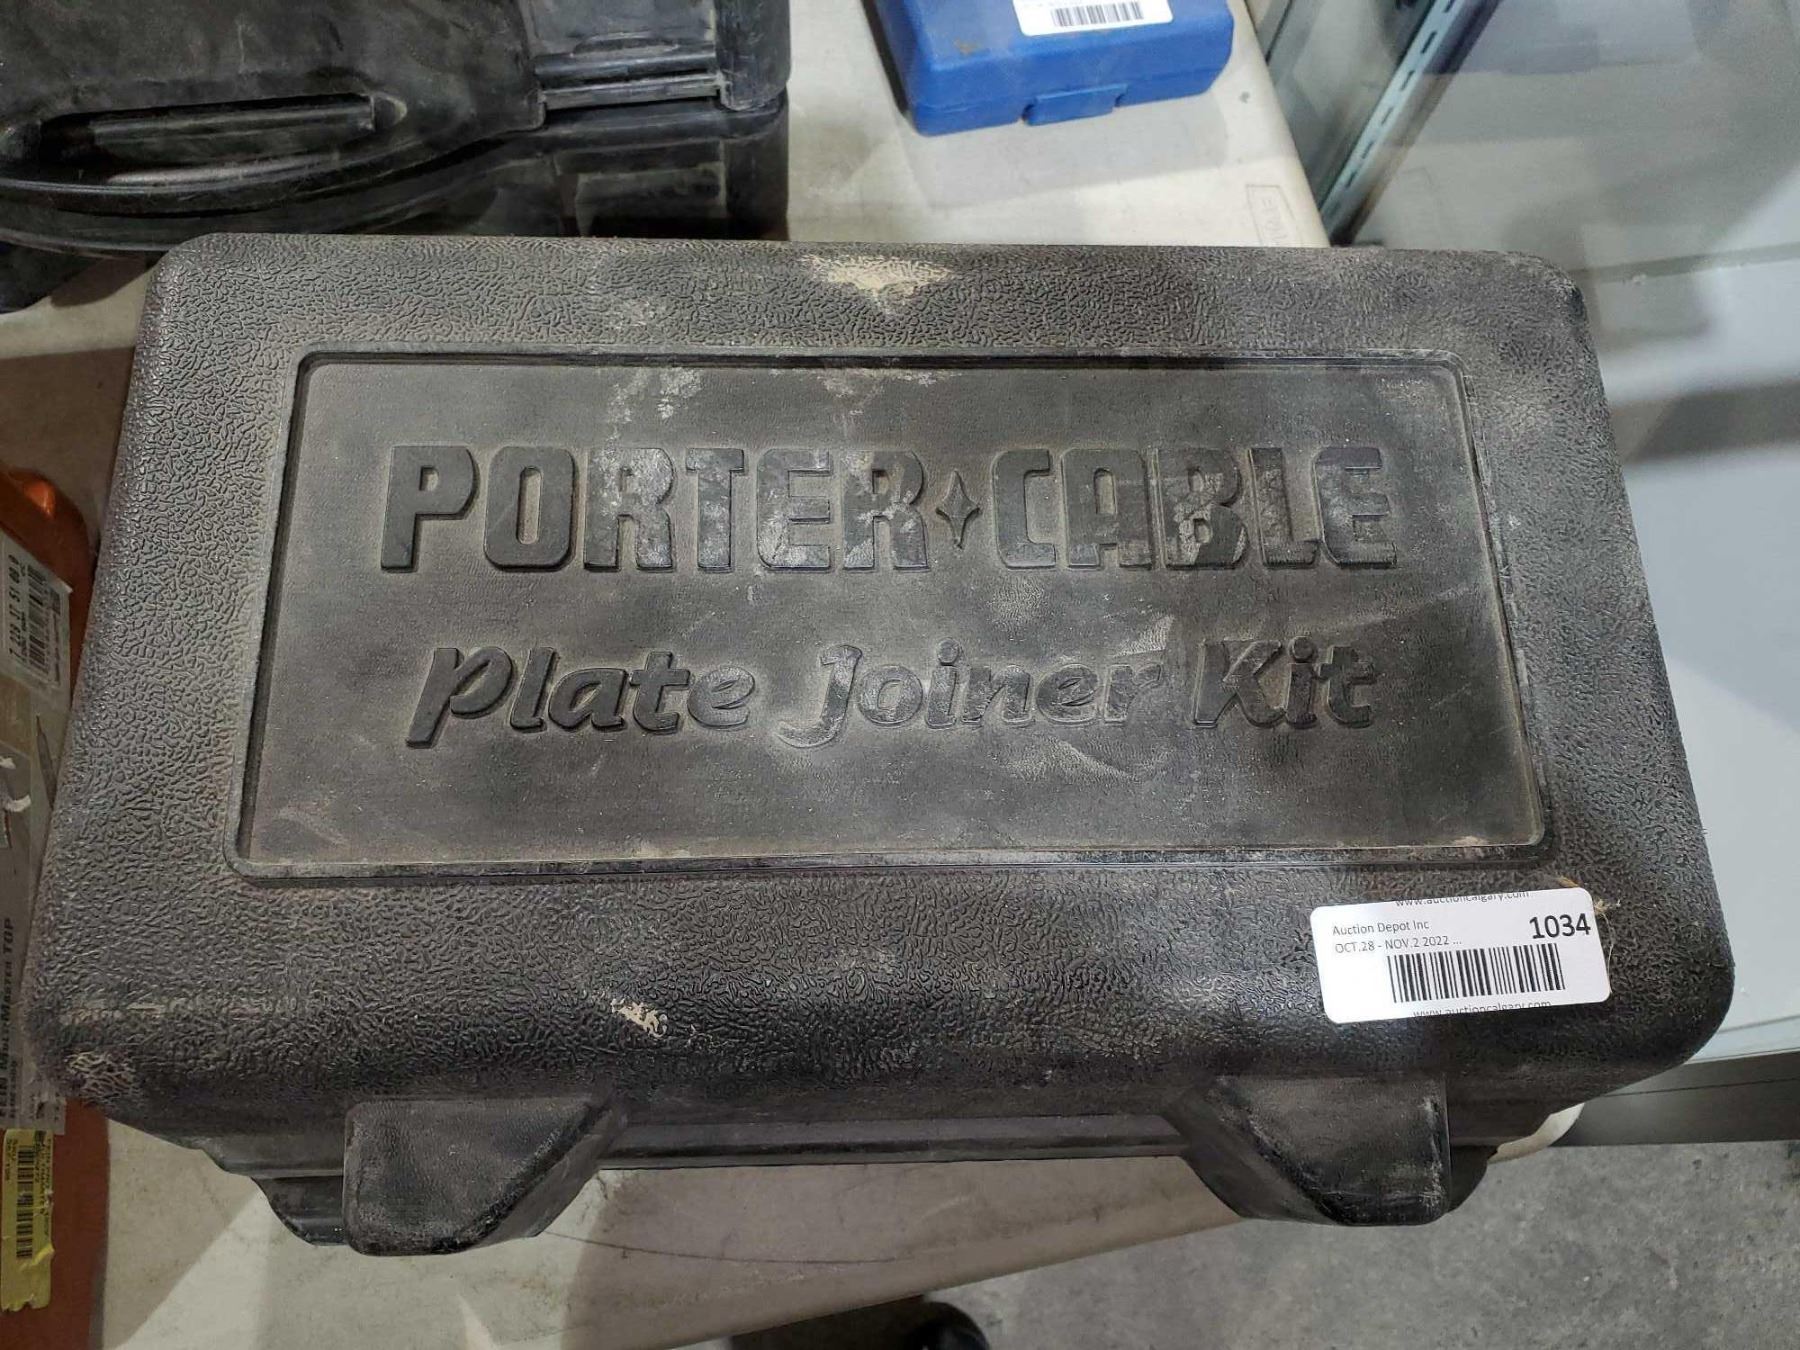 PORTER CABLE
Plate Joiner Kit
www.auctioncalgary.com
Auction Depot Inc
1034
OCT.28 - NOV.2 2022 ...
www.auctioncalgary.com